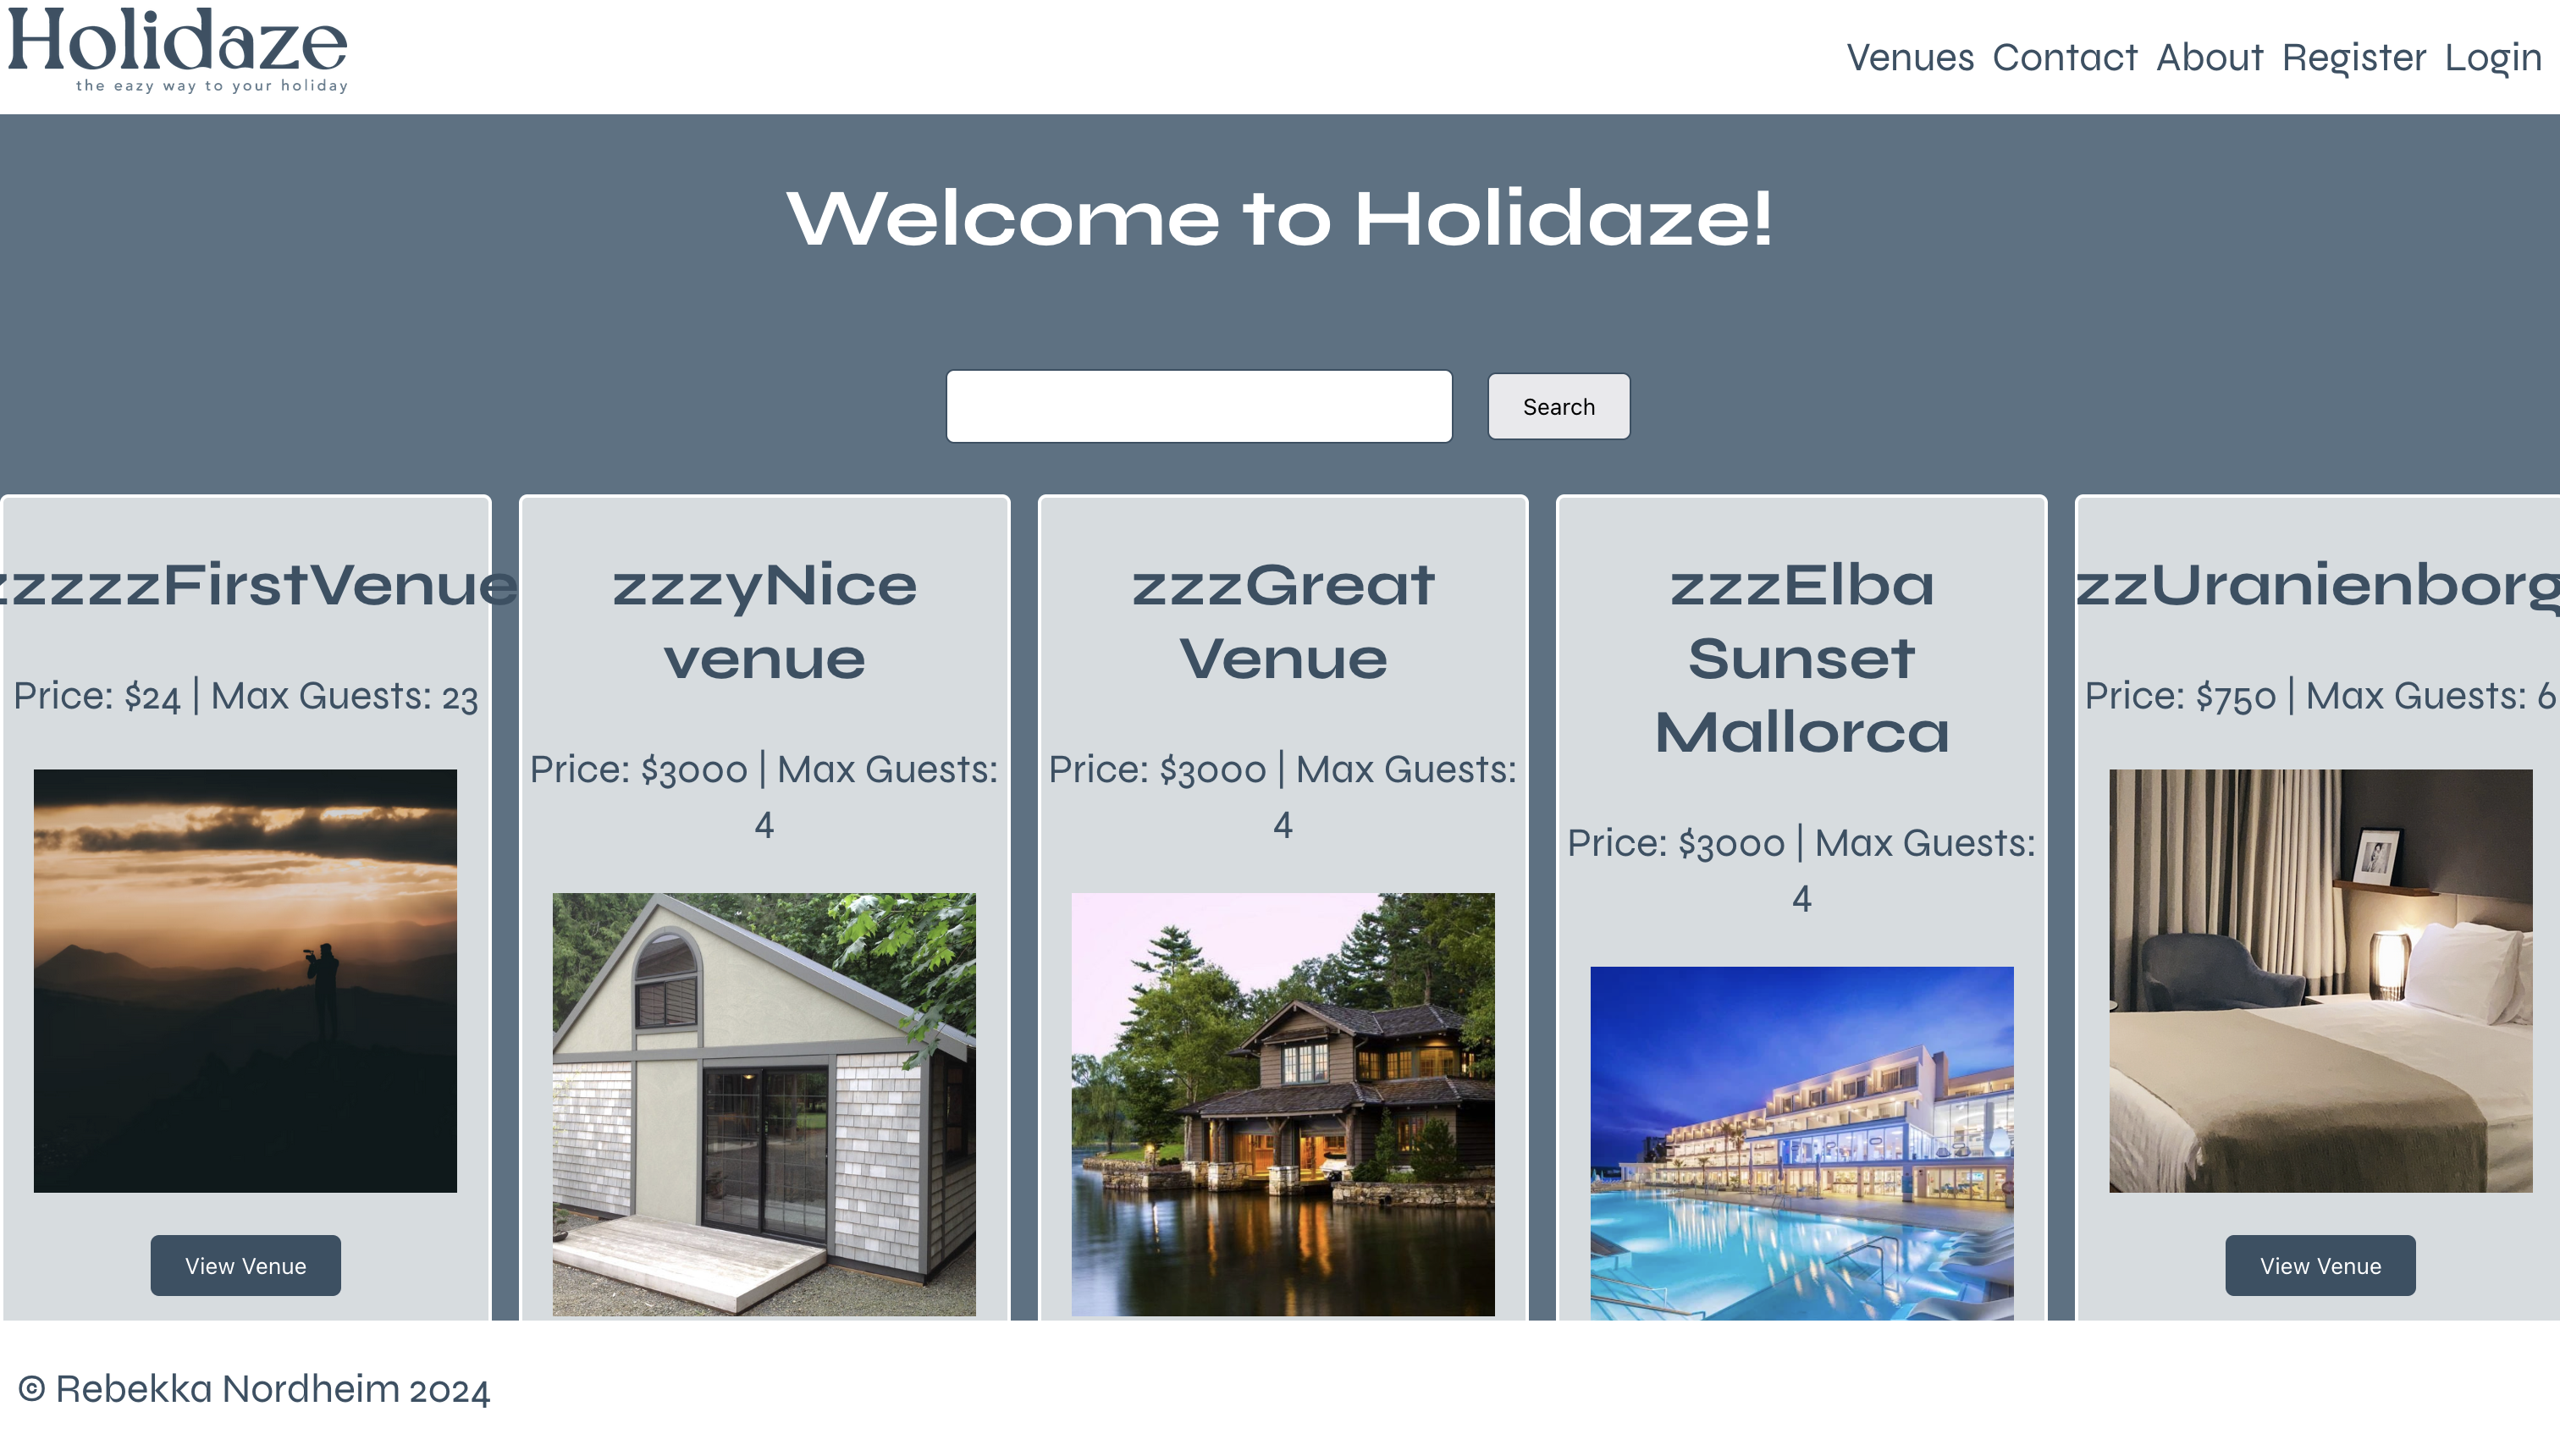 Holidaze
the eazy way to your holiday
Venues Contact About Register Login
Welcome to Holidaze!
Search
zzzzFirstVenue
Price: $24 | Max Guests: 23
View Venue
zzzyNice
venue
Price: $3000 | Max Guests:
4
zzzGreat
Venue
Price: $3000 | Max Guests:
4
zzzElba
Sunset
Mallorca
Price: $3000 | Max Guests:
4
zzUranienborg
Price: $750 | Max Guests: 6
View Venue
© Rebekka Nordheim 2024